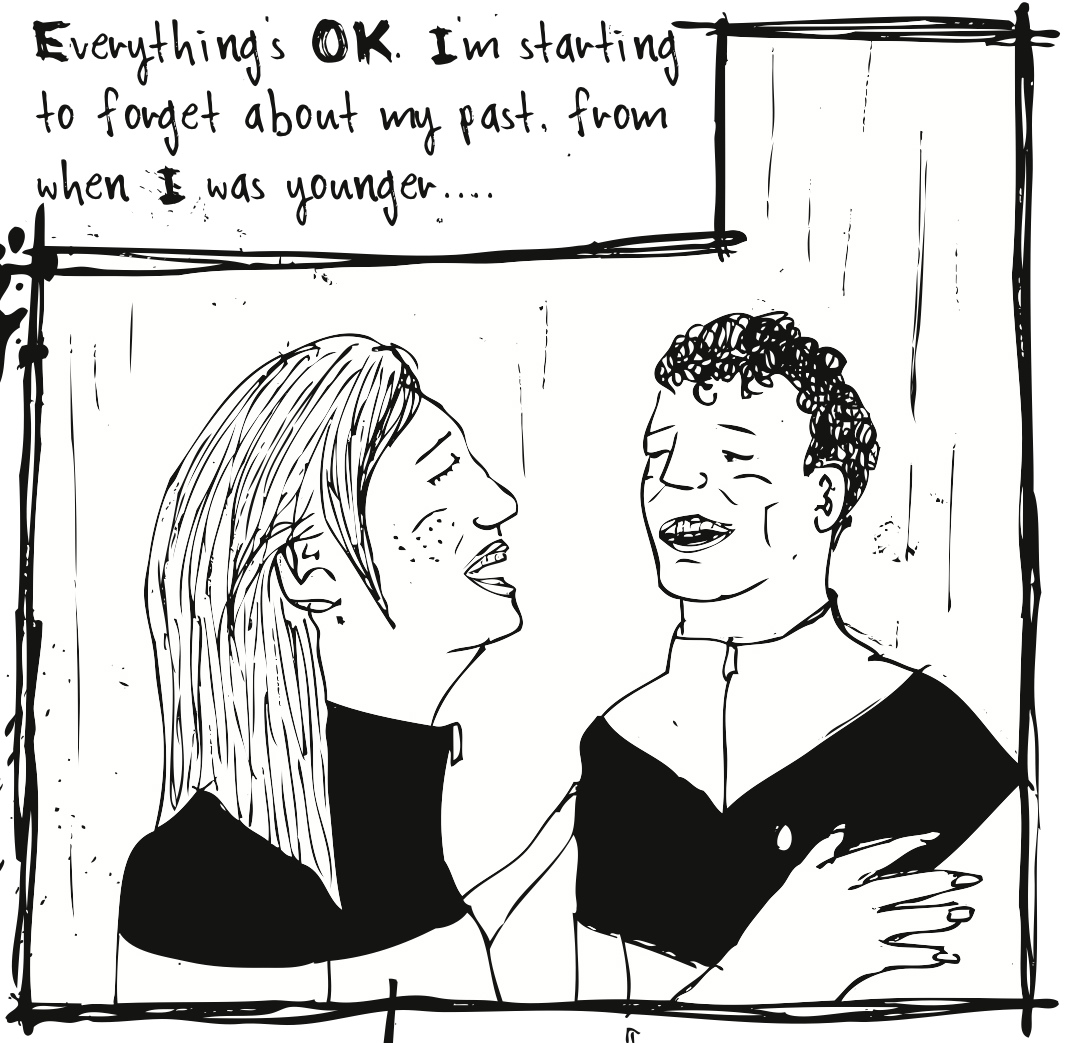 Everything's OK. I'm starting
to forget about my past, from
when I was younger....